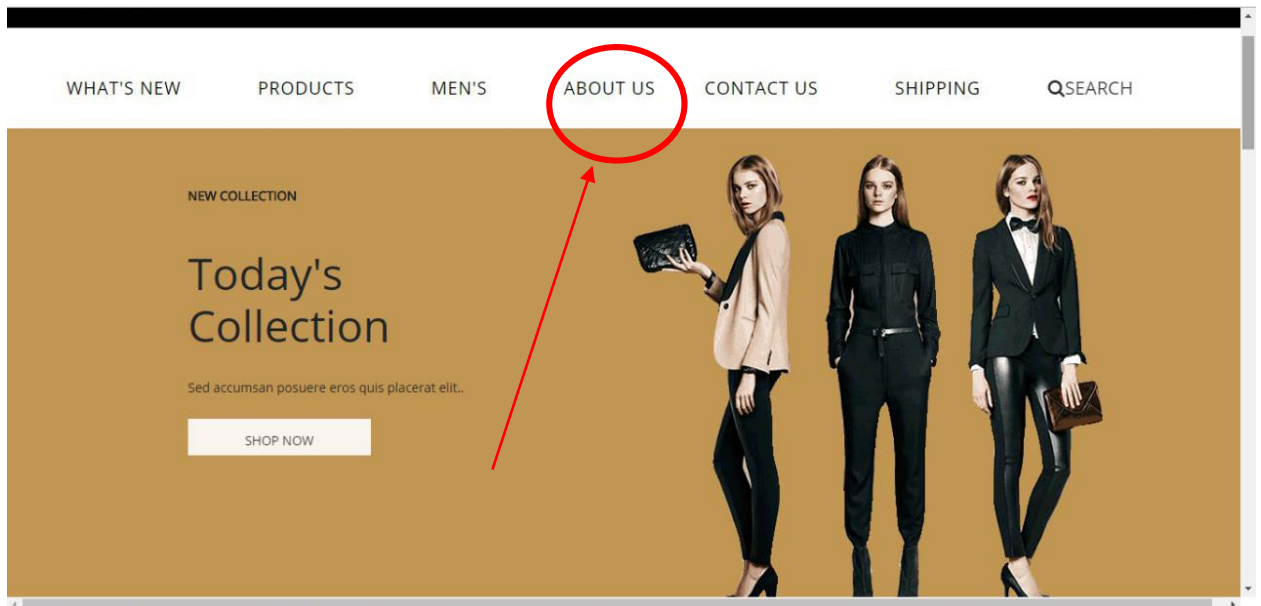 WHAT'S NEW PRODUCTS MEN'S ABOUT US CONTACT US SHIPPING SEARCH
NEW COLLECTION
Today's
Collection
Sed accumsan posuere eros quis placerat elit..
SHOP NOW